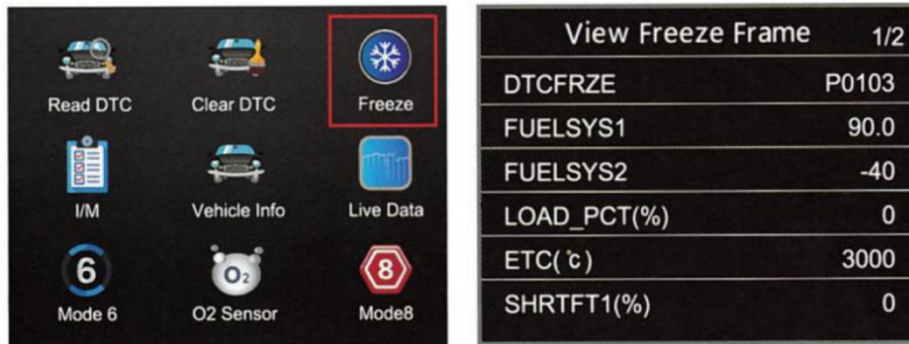 Read DTC
Clear DTC
Freeze
I/M
Vehicle Info
Live Data
6
Mode 6
O2
O2 Sensor
8
Mode8
View Freeze Frame 1/2
DTCFRZE P0103
FUELSYS1 90.0
FUELSYS2 -40
LOAD_PCT(%) 0
ETC(℃) 3000
SHRTFT1(%) 0